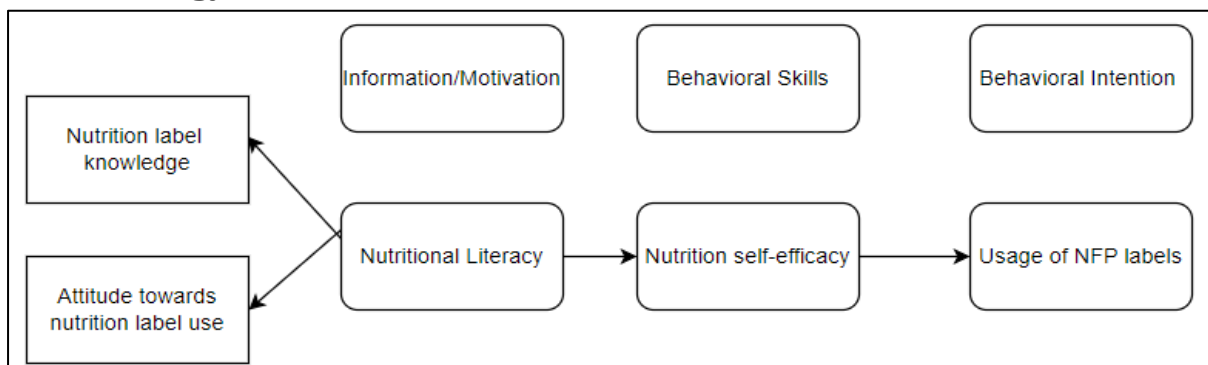 Information/Motivation
Behavioral Skills
Behavioral Intention
Nutrition label
knowledge
Nutritional Literacy
Nutrition self-efficacy
Usage of NFP labels
Attitude towards
nutrition label use